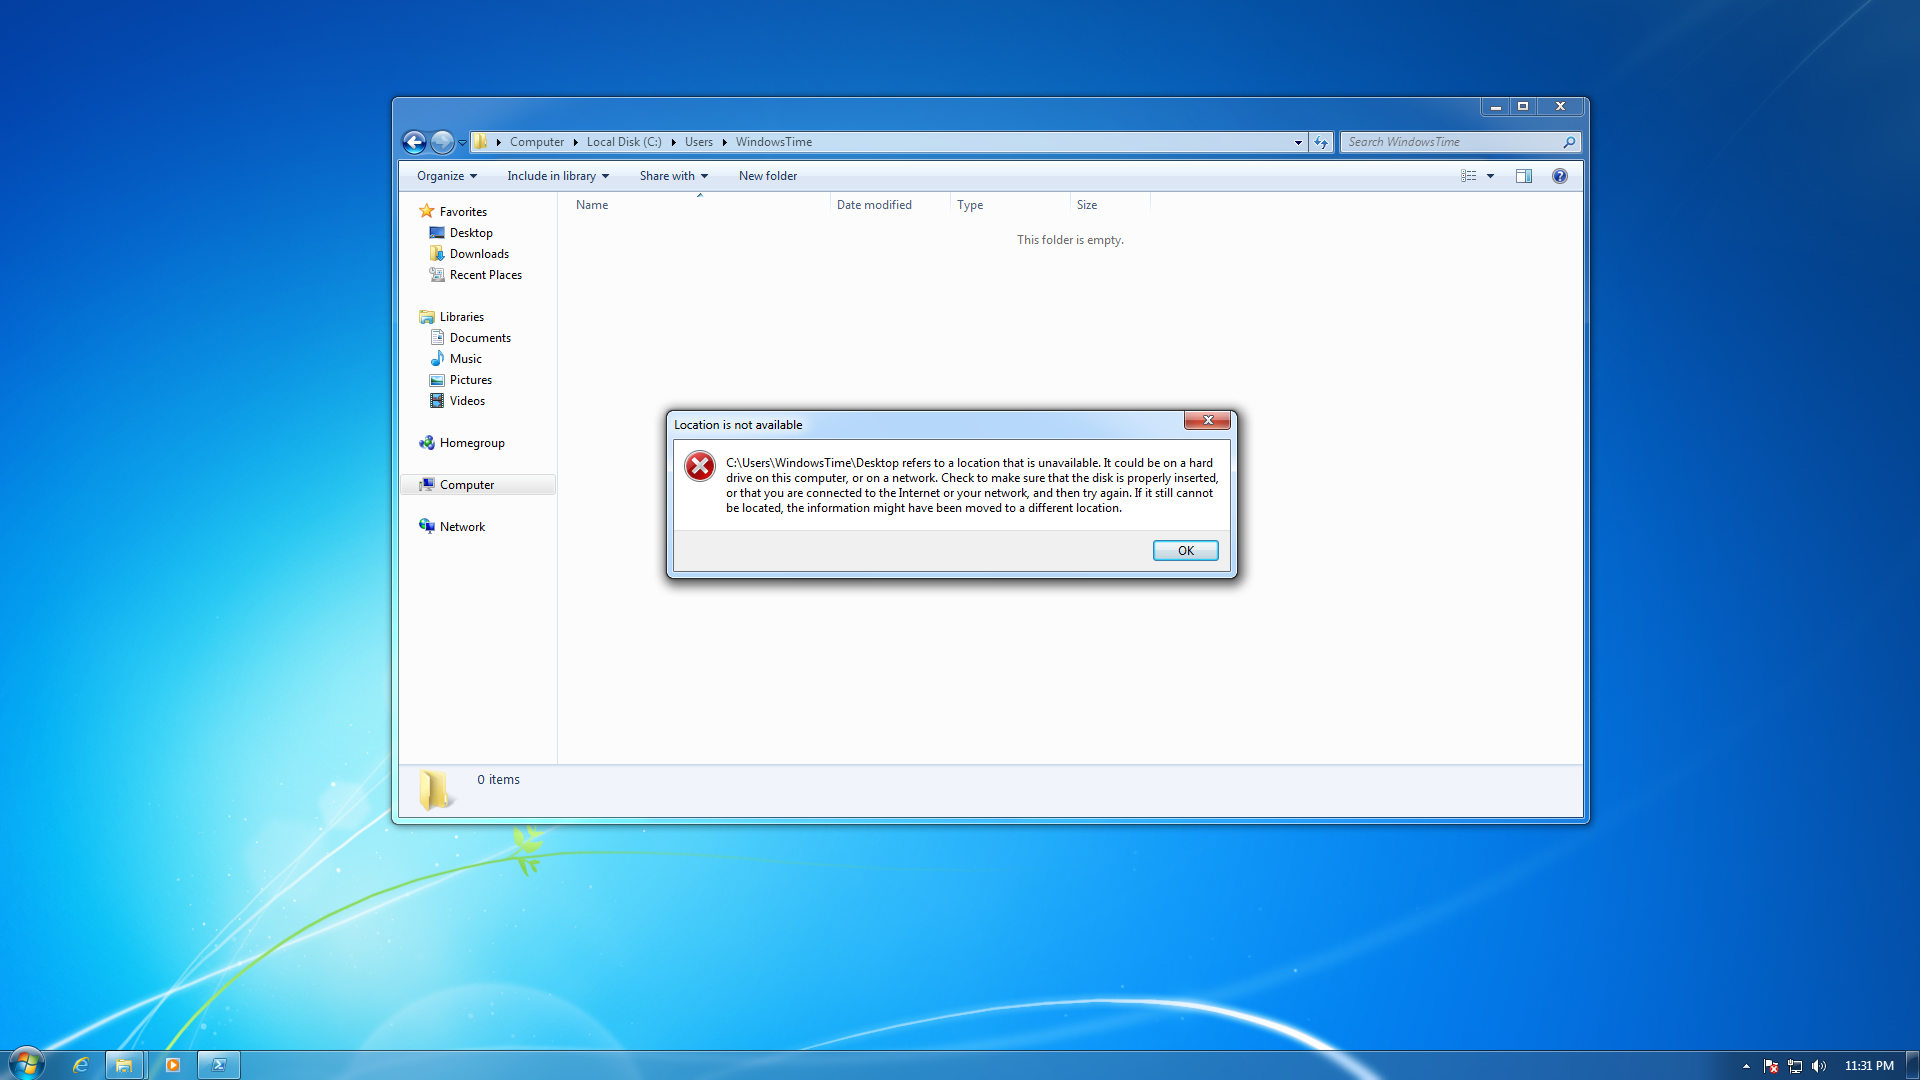 Computer Local Disk (C:) Users WindowsTime
Search WindowsTime
Organize Include in library Share with New folder
Name Date modified Type Size
This folder is empty.
Favorites
Desktop
Downloads
Recent Places
Libraries
Documents
Music
Pictures
Videos
Homegroup
Computer
Network
Location is not available
C:\Users\WindowsTime\Desktop refers to a location that is unavailable. It could be on a hard
drive on this computer, or on a network. Check to make sure that the disk is properly inserted,
or that you are connected to the Internet or your network, and then try again. If it still cannot
be located, the information might have been moved to a different location.
OK
0 items
11:31 PM